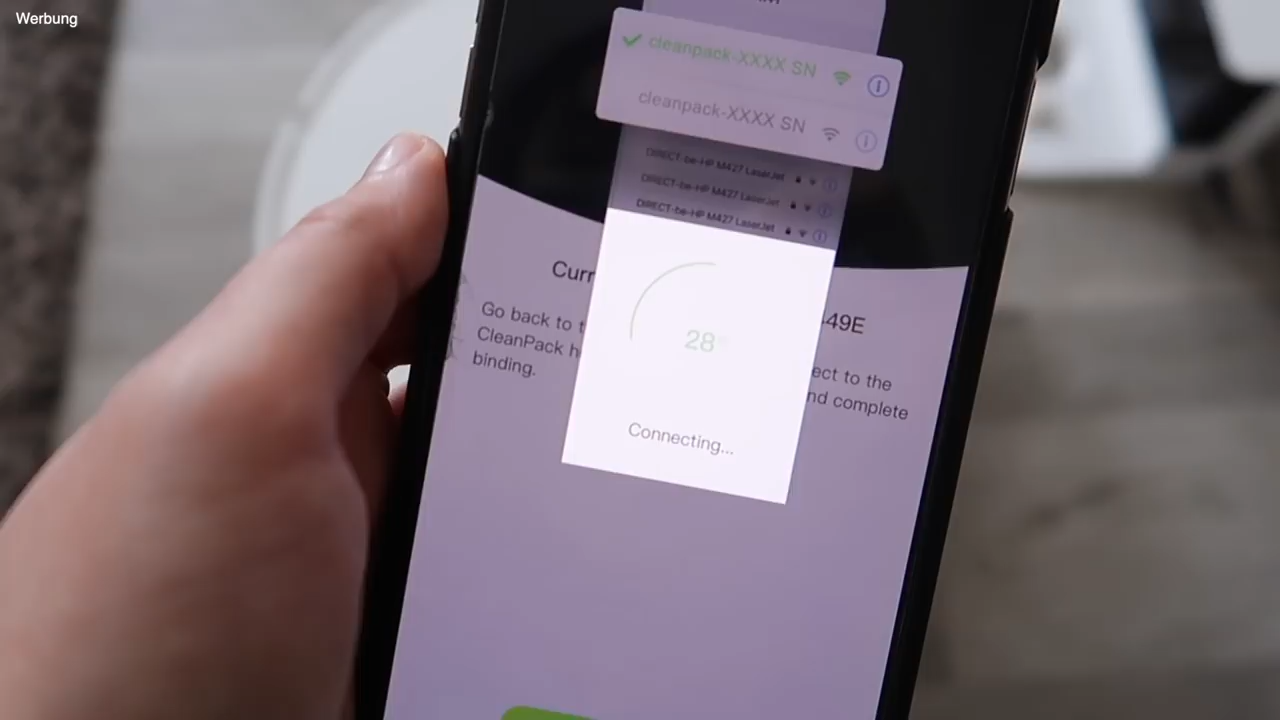 Werbung
cleanpack-XXXX SN
cleanpack-XXXX SN
DIRECT-be-HP M427 LaserJet
DIRECT-be-HP M427 LaserJet
DIRECT-be-HP M427 LaserJet
Curr
49E
Go back to t
ect to the
CleanPack h
nd complete
binding.
28
Connecting...